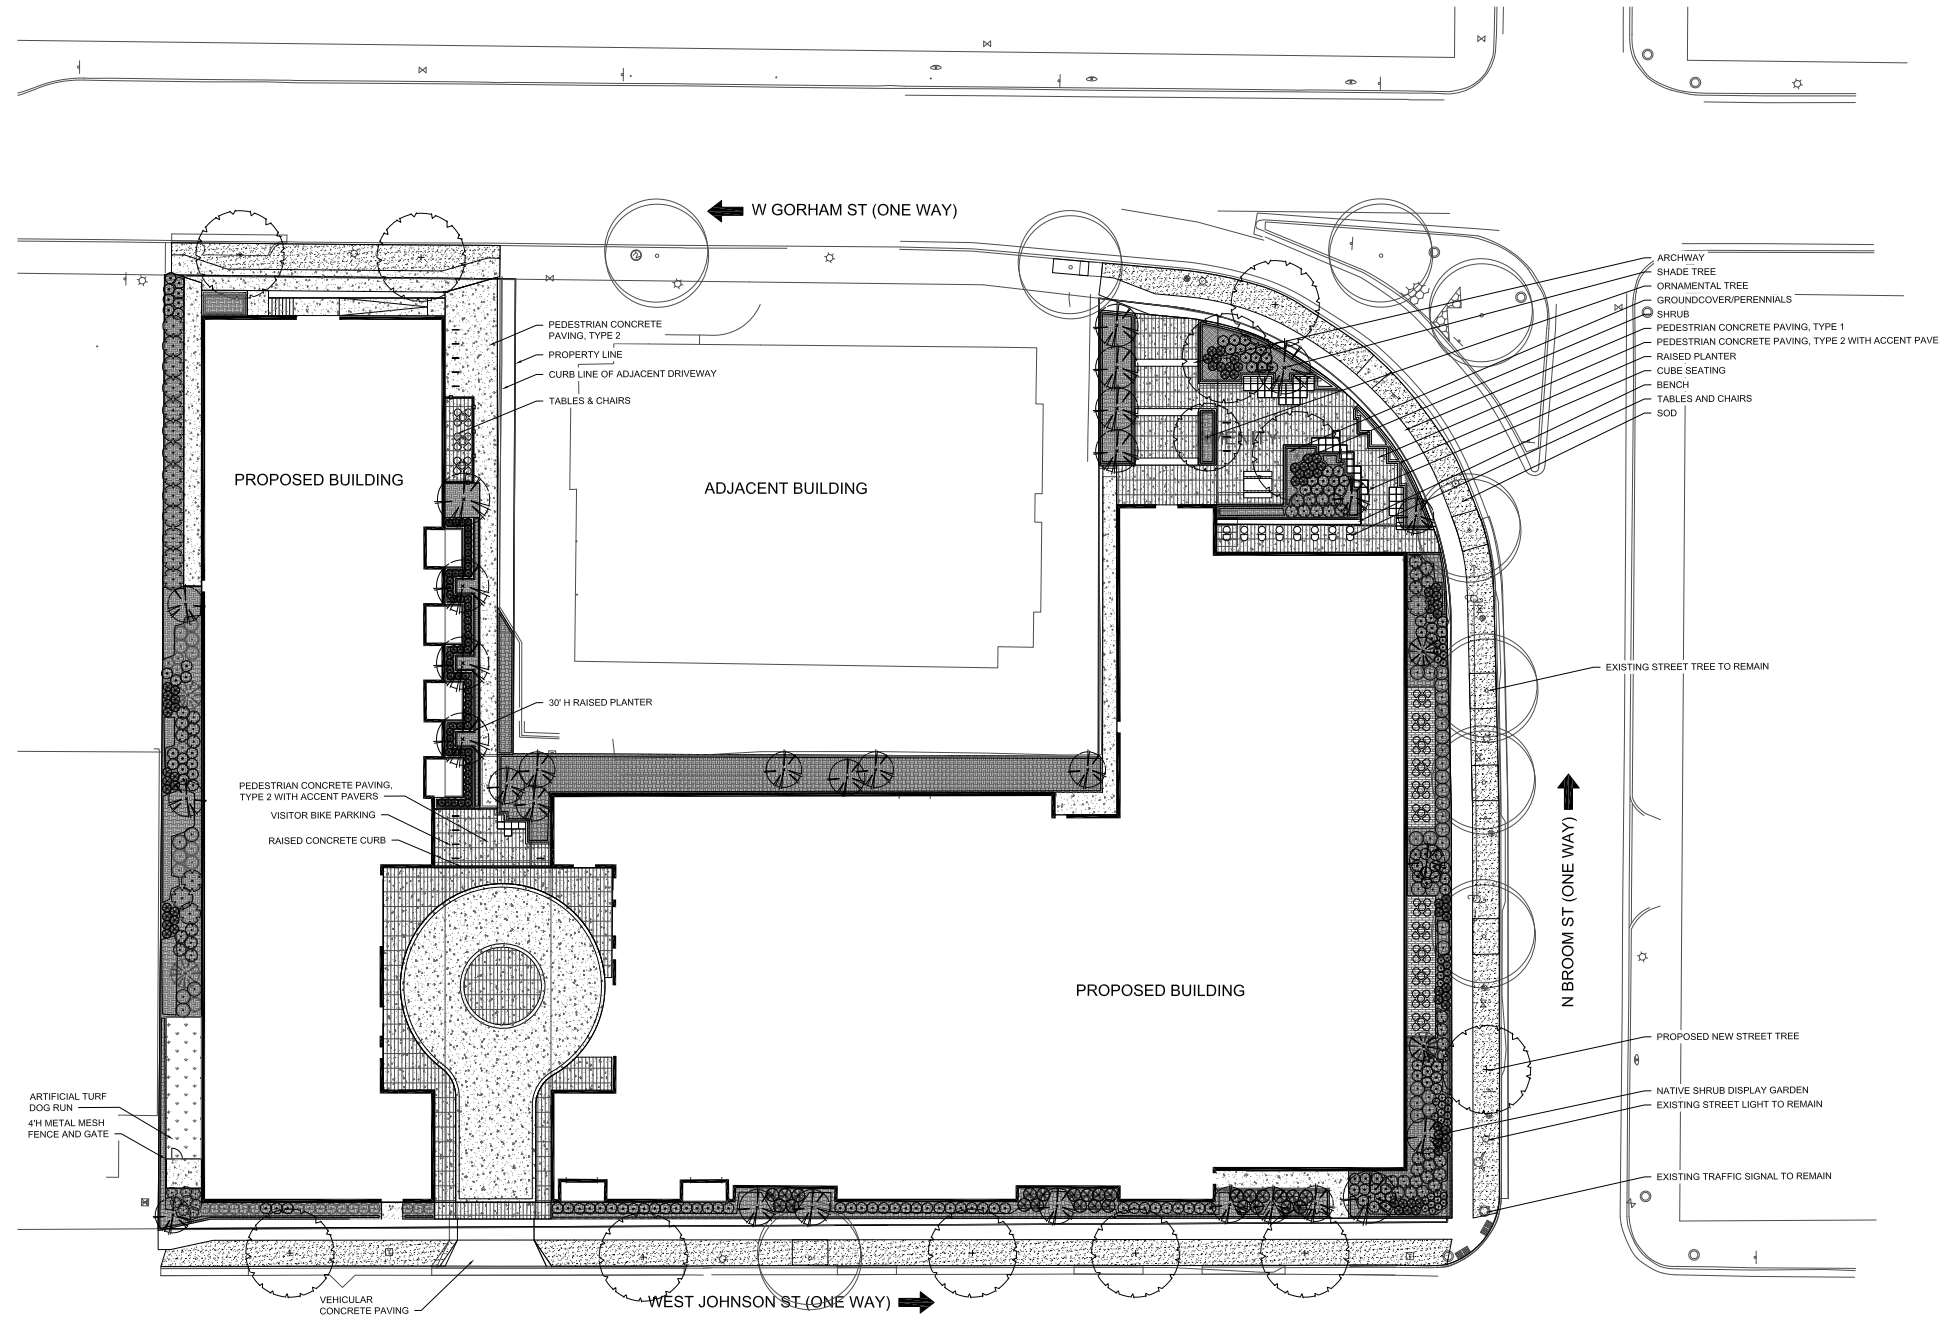 W GORHAM ST (ONE WAY)
ARCHWAY
SHADE TREE
ORNAMENTAL TREE
GROUNDCOVER/PERENNIALS
SHRUB
PEDESTRIAN CONCRETE PAVING, TYPE 1
PEDESTRIAN CONCRETE PAVING, TYPE 2 WITH ACCENT PAVE
RAISED PLANTER
CUBE SEATING
BENCH
TABLES AND CHAIRS
SOD
PEDESTRIAN CONCRETE
PAVING, TYPE 2
PROPERTY LINE
CURB LINE OF ADJACENT DRIVEWAY
TABLES & CHAIRS
PROPOSED BUILDING
ADJACENT BUILDING
EXISTING STREET TREE TO REMAIN
30' H RAISED PLANTER
PEDESTRIAN CONCRETE PAVING,
TYPE 2 WITH ACCENT PAVERS
VISITOR BIKE PARKING
RAISED CONCRETE CURB
N BROOM ST (ONE WAY)
PROPOSED BUILDING
PROPOSED NEW STREET TREE
NATIVE SHRUB DISPLAY GARDEN
EXISTING STREET LIGHT TO REMAIN
EXISTING TRAFFIC SIGNAL TO REMAIN
ARTIFICIAL TURF
DOG RUN
4'H METAL MESH
FENCE AND GATE
VEHICULAR
CONCRETE PAVING
WEST JOHNSON ST (ONE WAY)